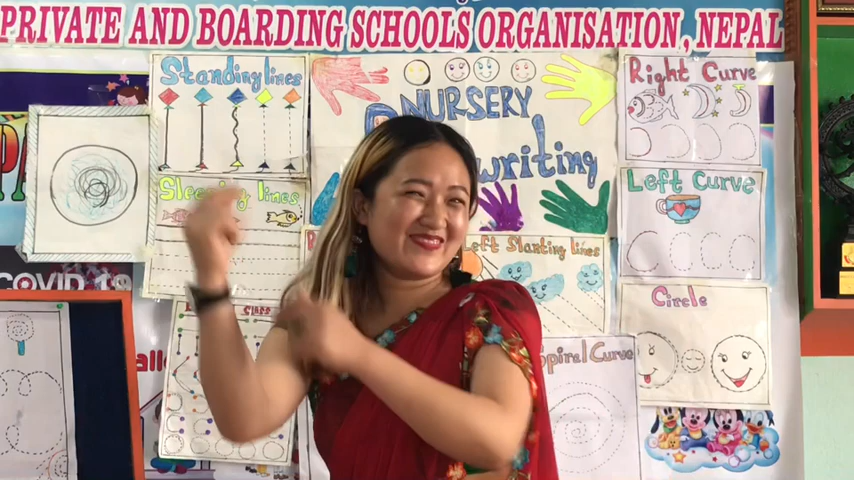 PRIVATE AND BOARDING SCHOOLS ORGANISATION, NEPAL
Standing lines
Right Curve
NURSERY
writing
Sleeping lines
Left Curve
Left Slanting lines
COVID-19
Circle
Class
Spiral Curve